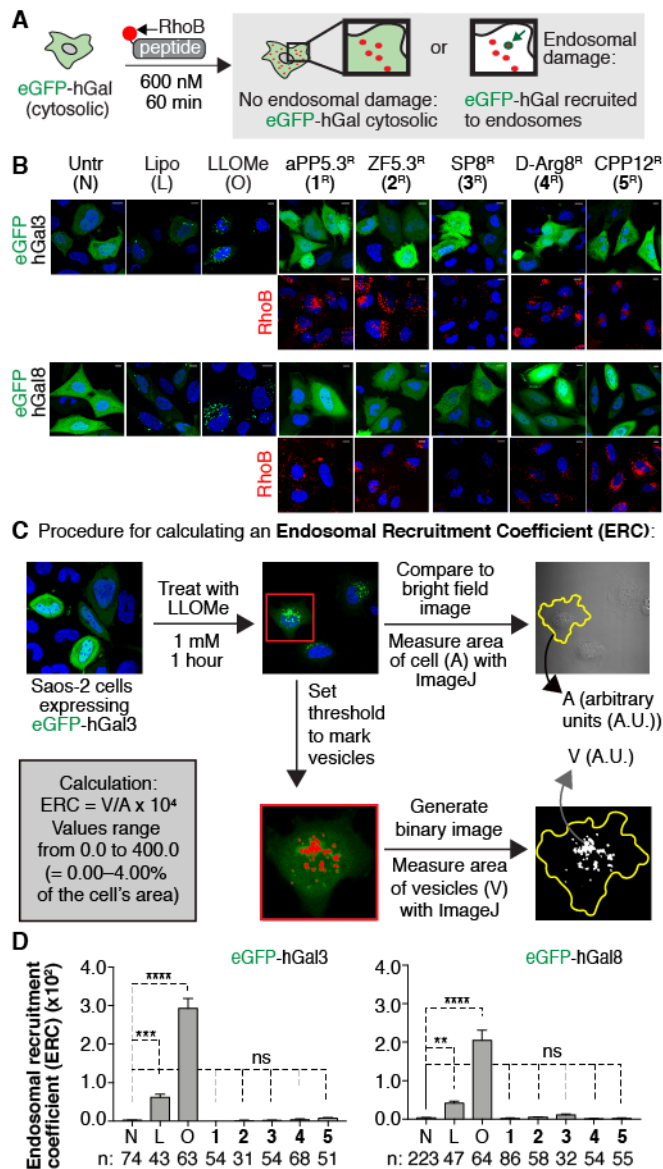 A
RhoB
peptide
eGFP-hGal
(cytosolic)
600 nM
60 min
or
Endosomal
damage:
No endosomal damage:
eGFP-hGal cytosolic
eGFP-hGal recruited
to endosomes
B
Untr
(N)
Lipo
(L)
LLOMe
(O)
aPP5.3ᴿ
(1ᴿ)
ZF5.3ᴿ
(2ᴿ)
SP8ᴿ
(3ᴿ)
D-Arg8ᴿ
(4ᴿ)
CPP12ᴿ
(5ᴿ)
eGFP
hGal3
RhoB
eGFP
hGal8
RhoB
C Procedure for calculating an Endosomal Recruitment Coefficient (ERC):
Treat with
LLOMe
1 mM
1 hour
Compare to
bright field
image
Measure area
of cell (A) with
ImageJ
Saos-2 cells
expressing
eGFP-hGal3
Set
threshold
to mark
vesicles
A (arbitrary
units (A.U.))
V (A.U.)
Calculation:
ERC = V/A x 10⁴
Values range
from 0.0 to 400.0
(= 0.00–4.00%
of the cell's area)
Generate
binary image
Measure area
of vesicles (V)
with ImageJ
D
eGFP-hGal3
Endosomal recruitment
coefficient (ERC) (x10²)
4.0
3.0
2.0
1.0
0.0
****
***
ns
N L O 1 2 3 4 5
n: 74 43 63 54 31 54 68 51
eGFP-hGal8
4.0
3.0
2.0
1.0
0.0
****
**
ns
N L O 1 2 3 4 5
n: 223 47 64 86 58 32 54 55